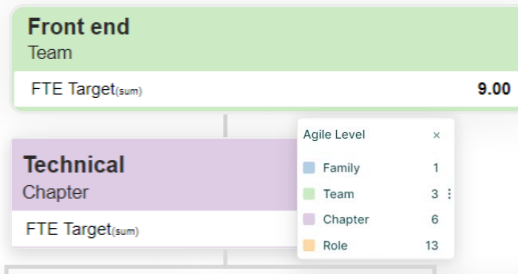 Front end
Team
FTE Target(sum) 9.00
Technical
Chapter
FTE Target(sum)
Agile Level ×
Family 1
Team 3
Chapter 6
Role 13